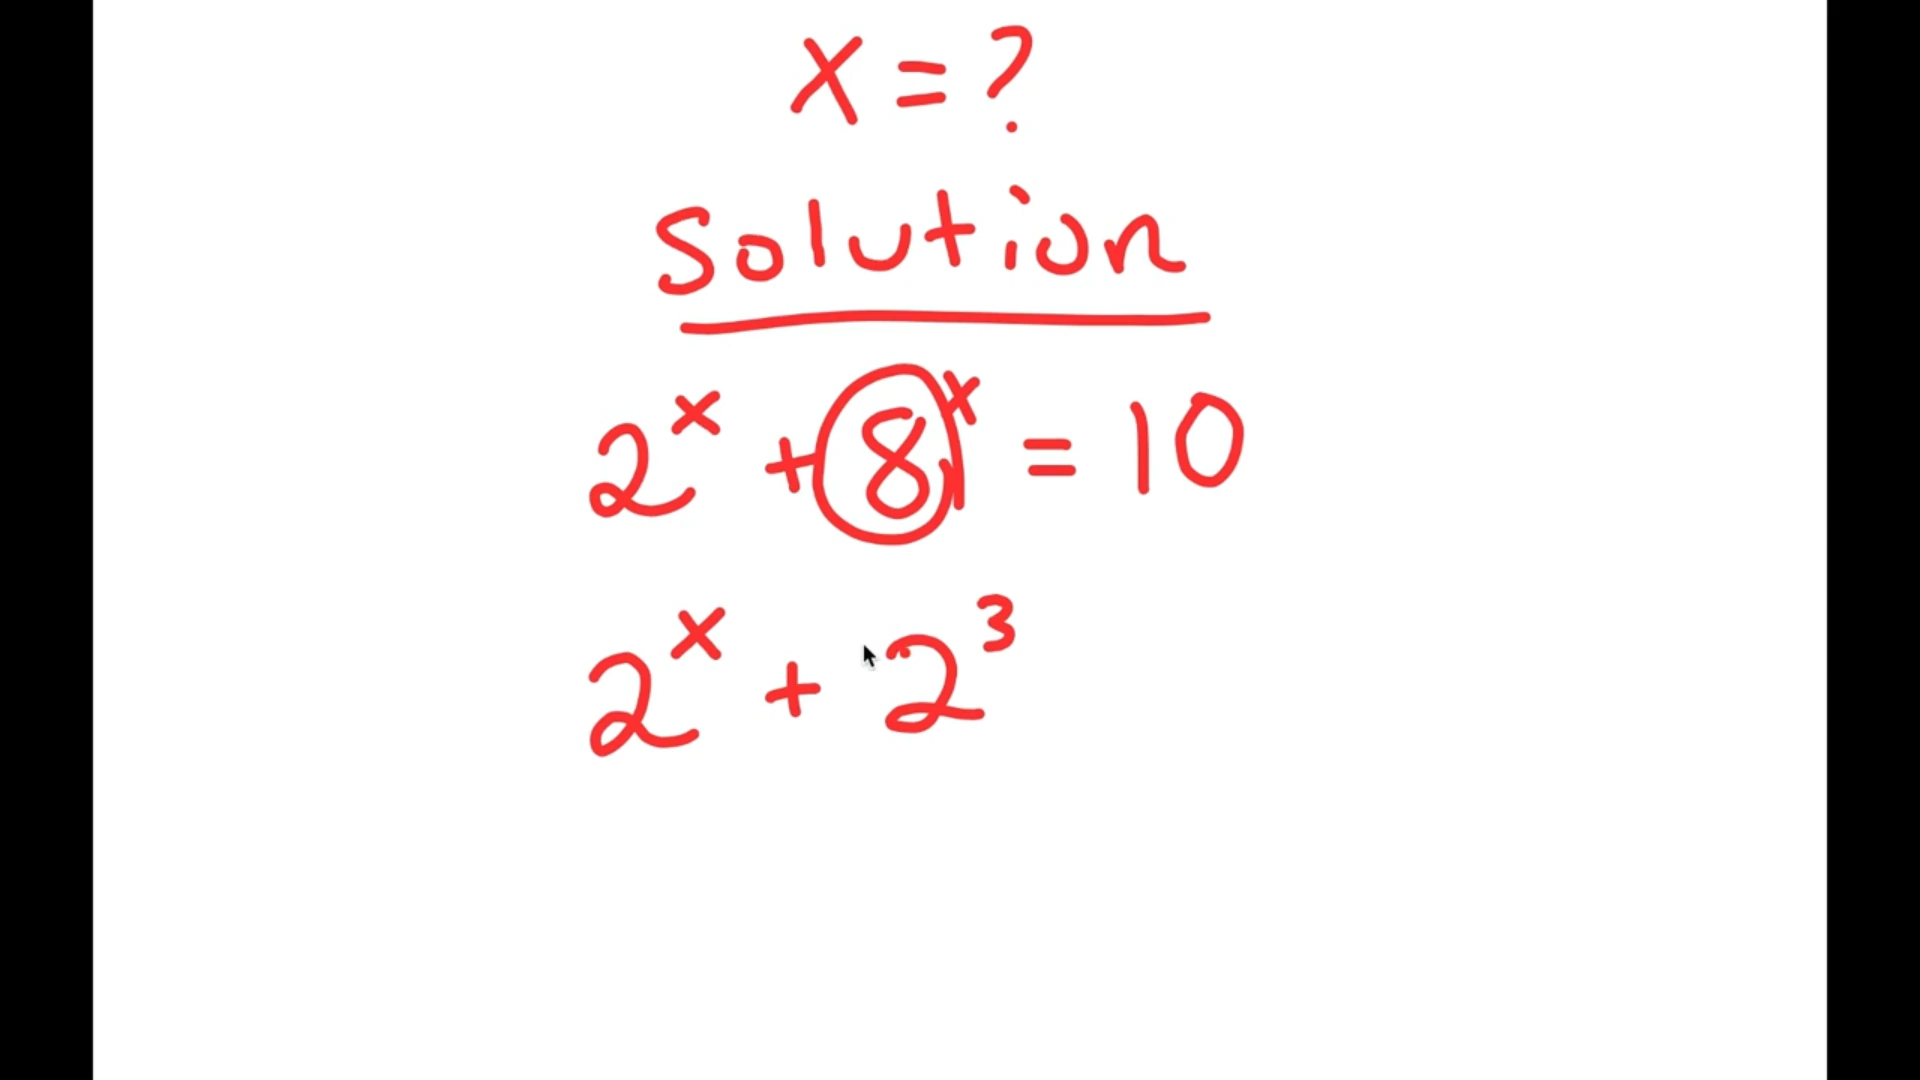 x = ?
Solution
2^x + 8^x = 10
2^x + 2^3